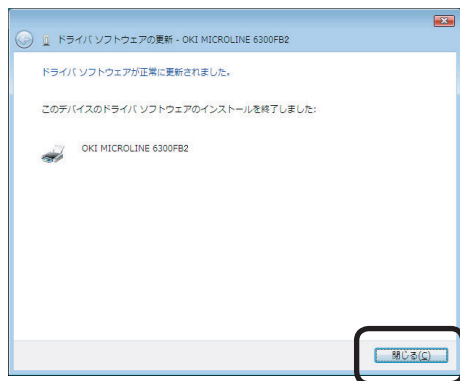 ドライバ ソフトウェアの更新 - OKI MICROLINE 6300FB2
ドライバ ソフトウェアが正常に更新されました。
このデバイスのドライバ ソフトウェアのインストールを終了しました:
OKI MICROLINE 6300FB2
閉じる(C)